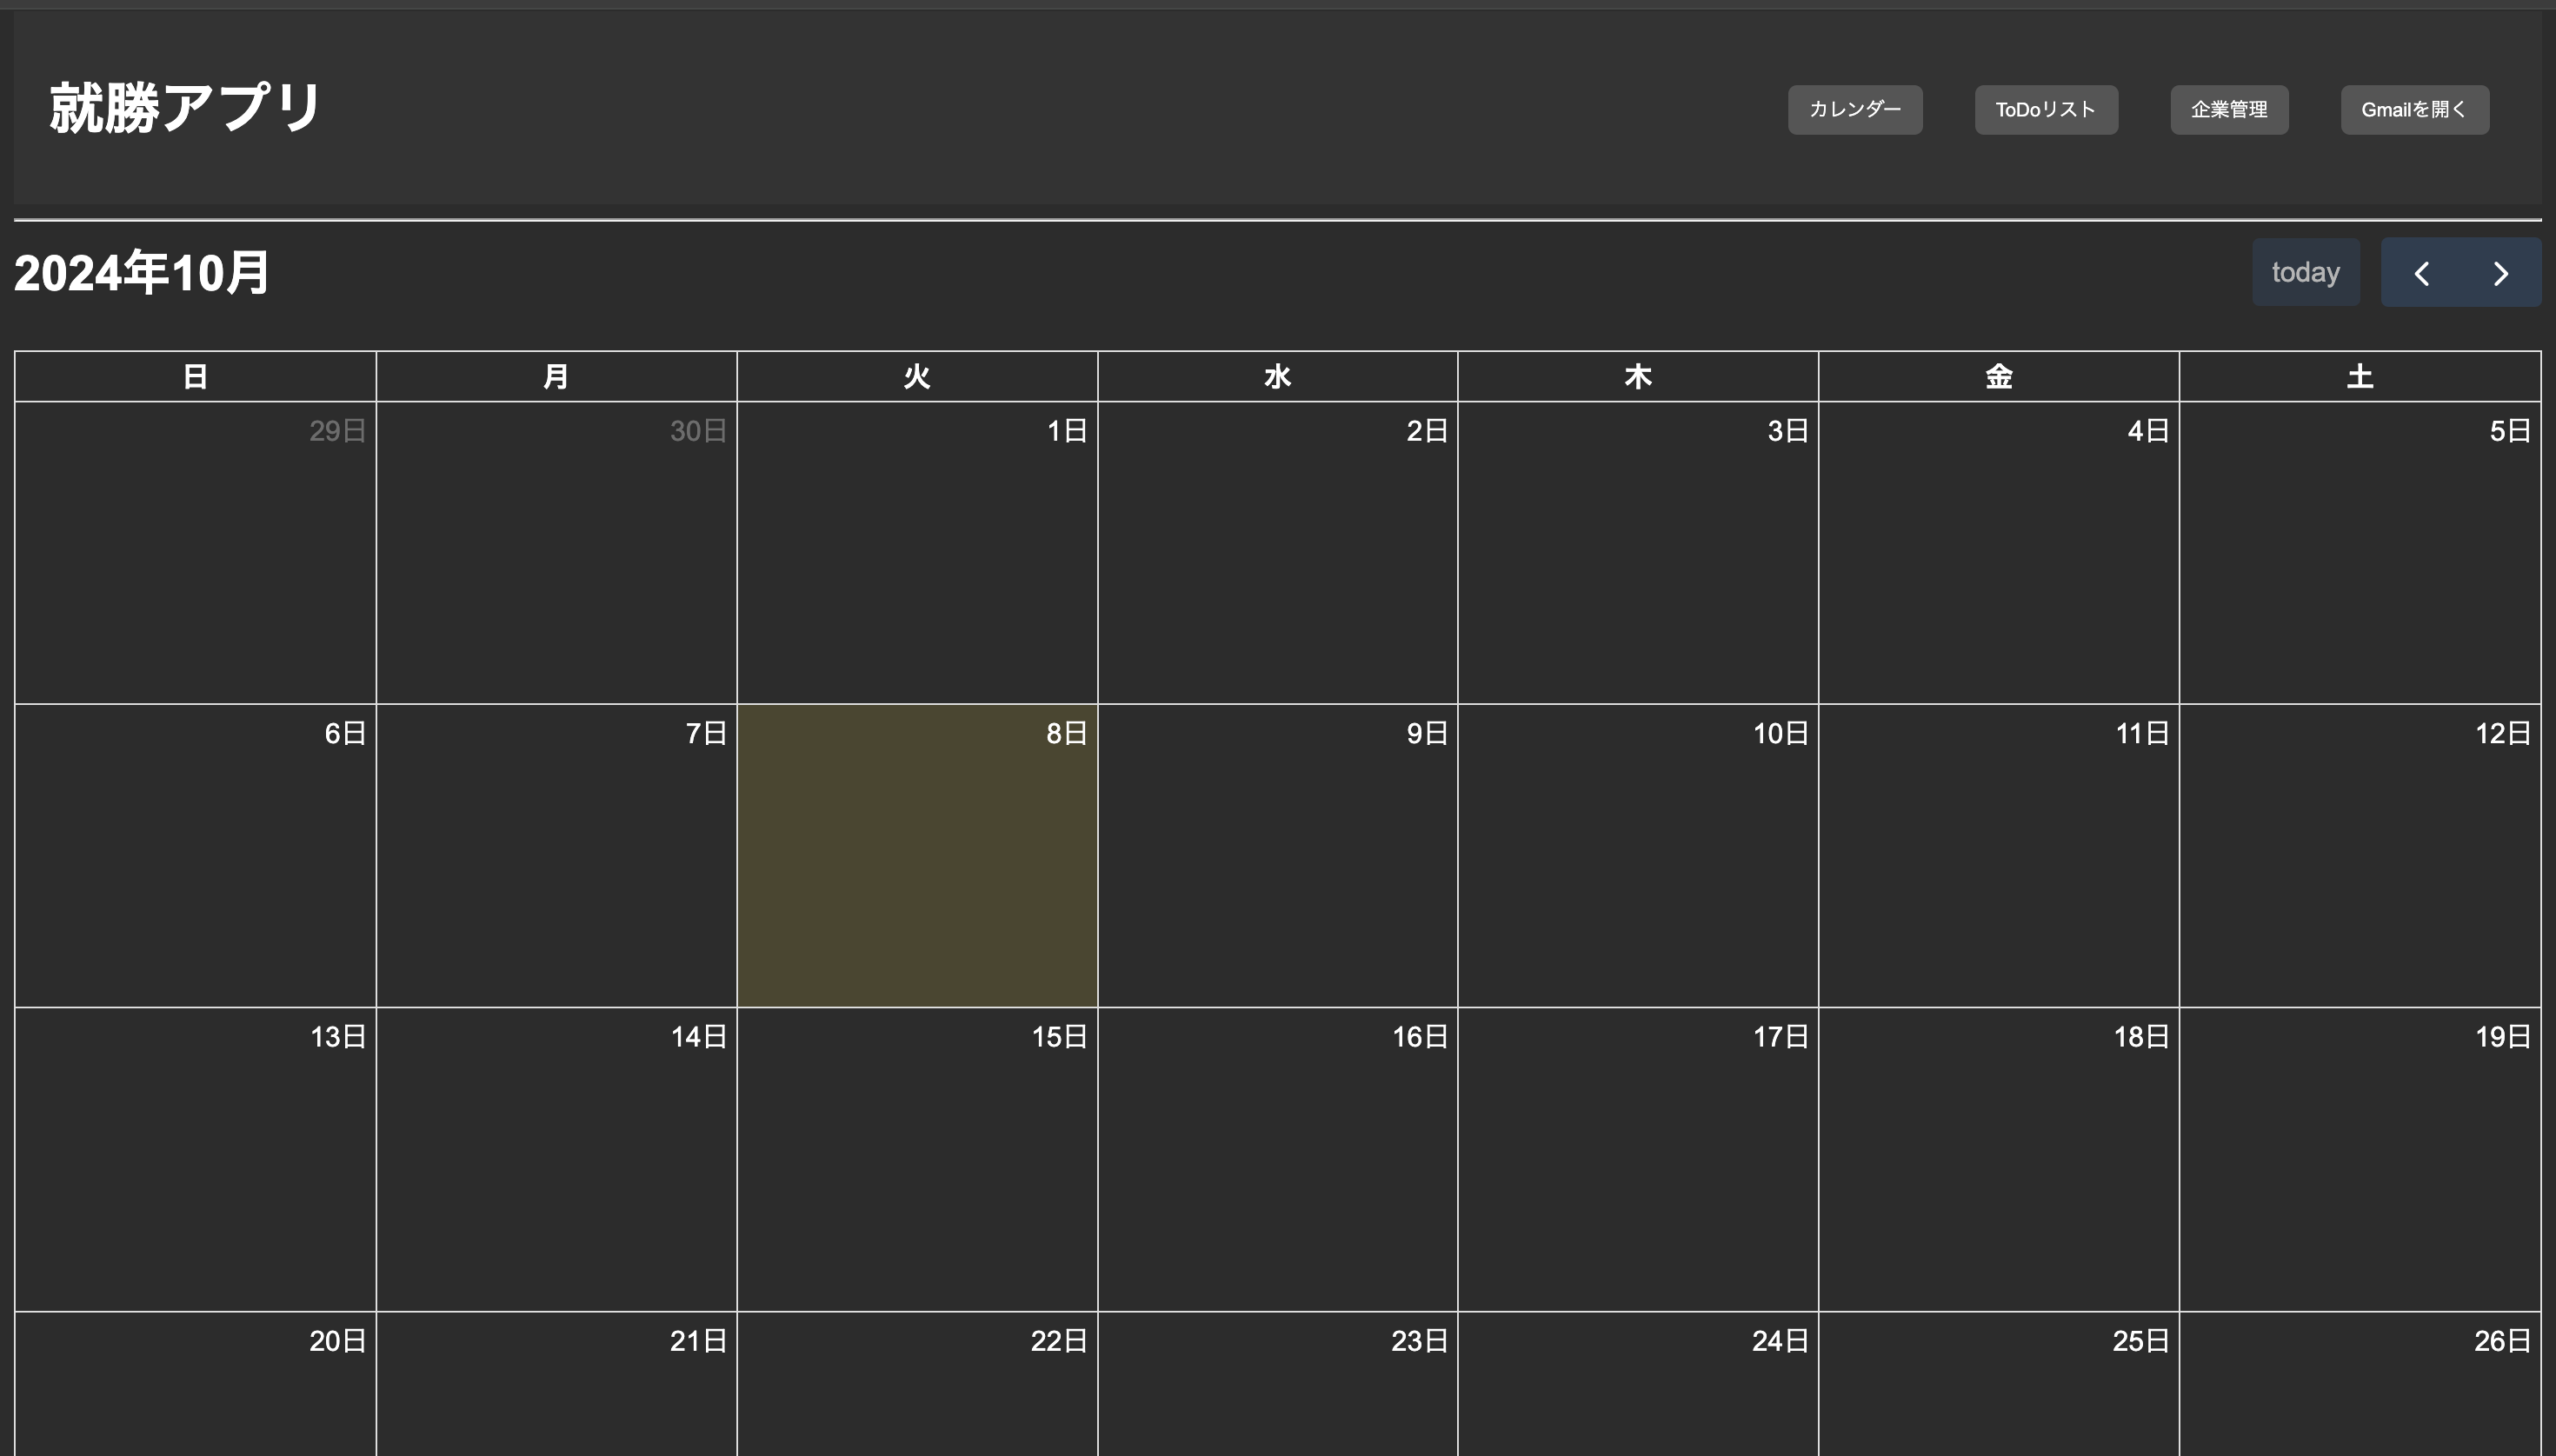 就勝アプリ
カレンダー ToDoリスト 企業管理 Gmailを開く
2024年10月
today
日 月 火 水 木 金 土
29日 30日 1日 2日 3日 4日 5日
6日 7日 8日 9日 10日 11日 12日
13日 14日 15日 16日 17日 18日 19日
20日 21日 22日 23日 24日 25日 26日